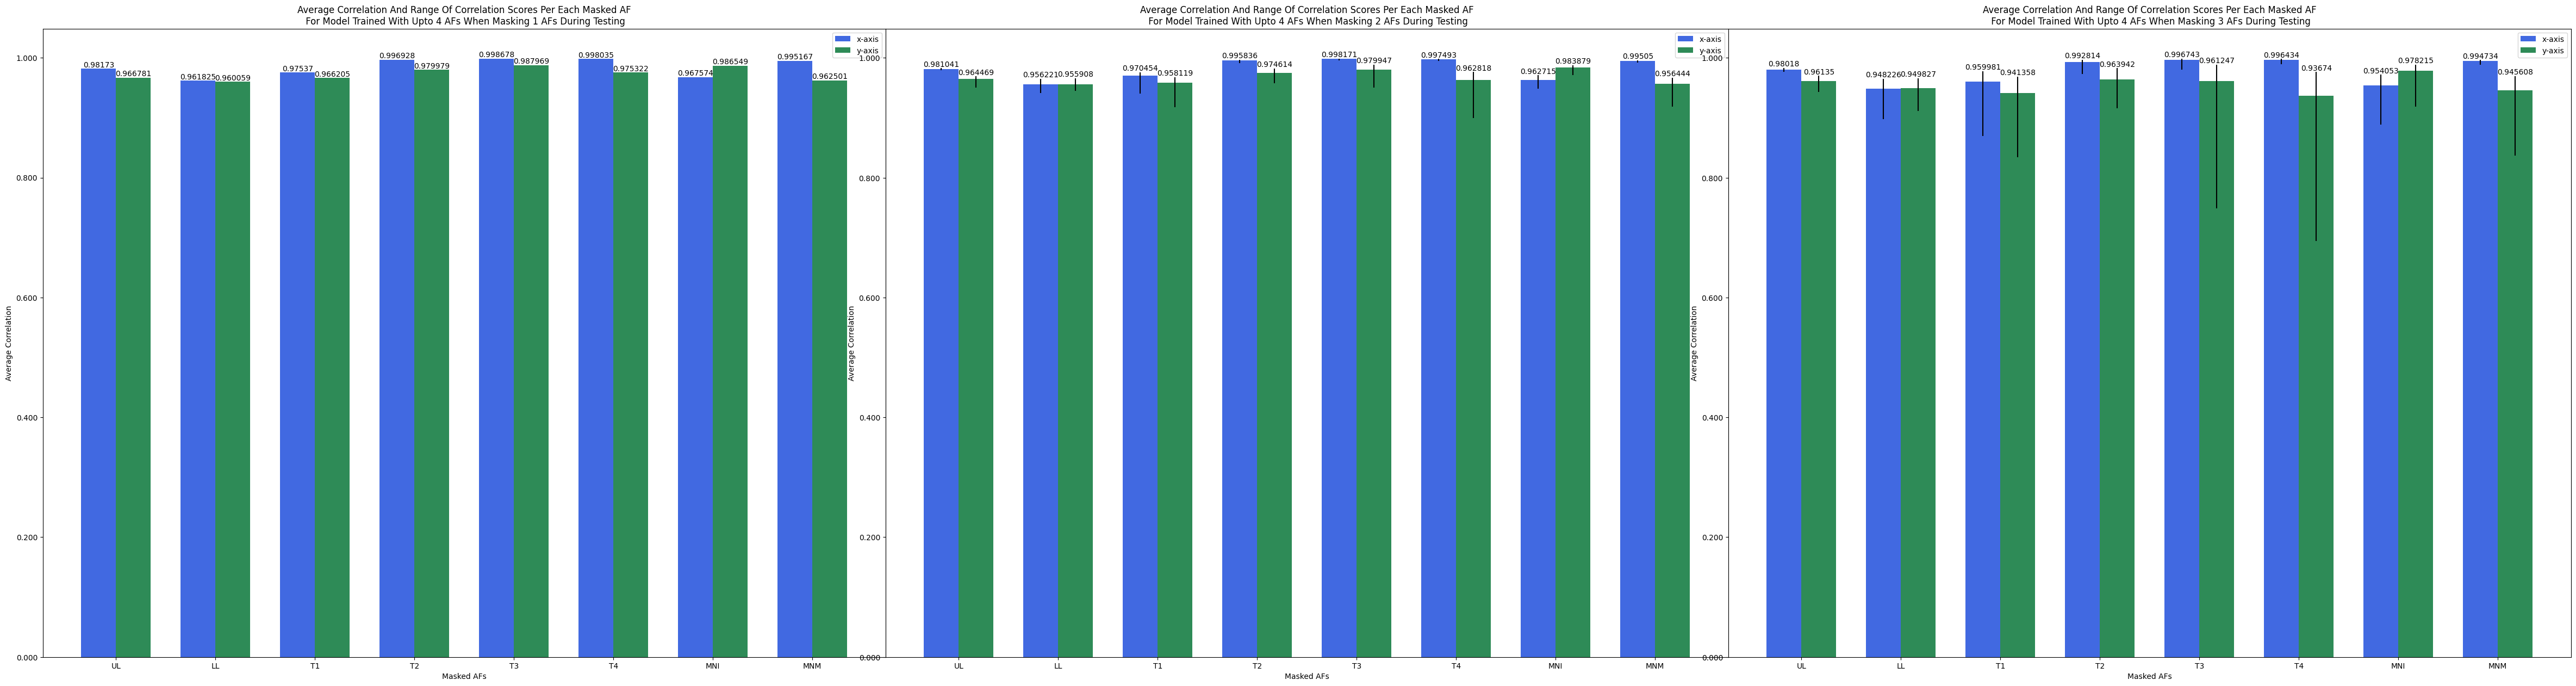 Average Correlation And Range Of Correlation Scores Per Each Masked AF
For Model Trained With Upto 4 AFs When Masking 1 AFs During Testing
x-axis
y-axis
1.000
0.800
0.600
0.400
0.200
0.000
Average Correlation
0.98173
0.966781
0.961825
0.960059
0.97537
0.966205
0.996928
0.979979
0.998678
0.987969
0.998035
0.975322
0.967574
0.986549
0.995167
0.962501
UL
LL
T1
T2
T3
T4
MNI
MNM
Masked AFs
Average Correlation And Range Of Correlation Scores Per Each Masked AF
For Model Trained With Upto 4 AFs When Masking 2 AFs During Testing
x-axis
y-axis
1.000
0.800
0.600
0.400
0.200
0.000
Average Correlation
0.981041
0.964469
0.956221
0.955908
0.970454
0.958119
0.995836
0.974614
0.998171
0.979947
0.997493
0.962818
0.962715
0.983879
0.99505
0.956444
UL
LL
T1
T2
T3
T4
MNI
MNM
Masked AFs
Average Correlation And Range Of Correlation Scores Per Each Masked AF
For Model Trained With Upto 4 AFs When Masking 3 AFs During Testing
x-axis
y-axis
1.000
0.800
0.600
0.400
0.200
0.000
Average Correlation
0.98018
0.96135
0.948226
0.949827
0.959981
0.941358
0.992814
0.963942
0.996743
0.961247
0.996434
0.93674
0.954053
0.978215
0.994734
0.945608
UL
LL
T1
T2
T3
T4
MNI
MNM
Masked AFs